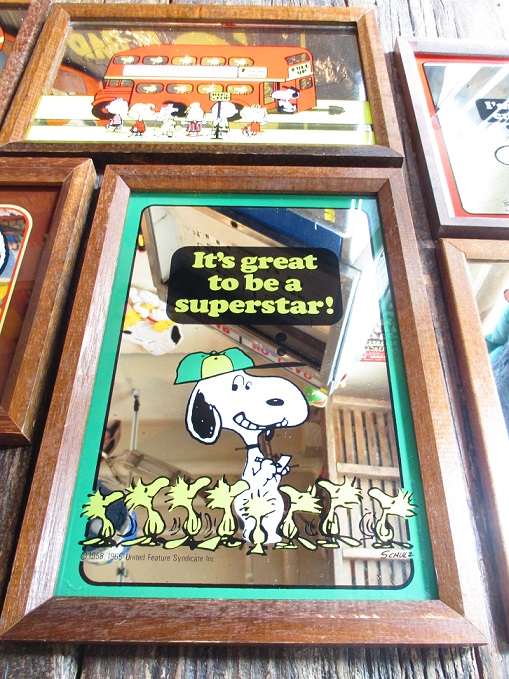 It's great
to be a
superstar!
© 1958 1965 United Feature Syndicate Inc.
SCHULZ